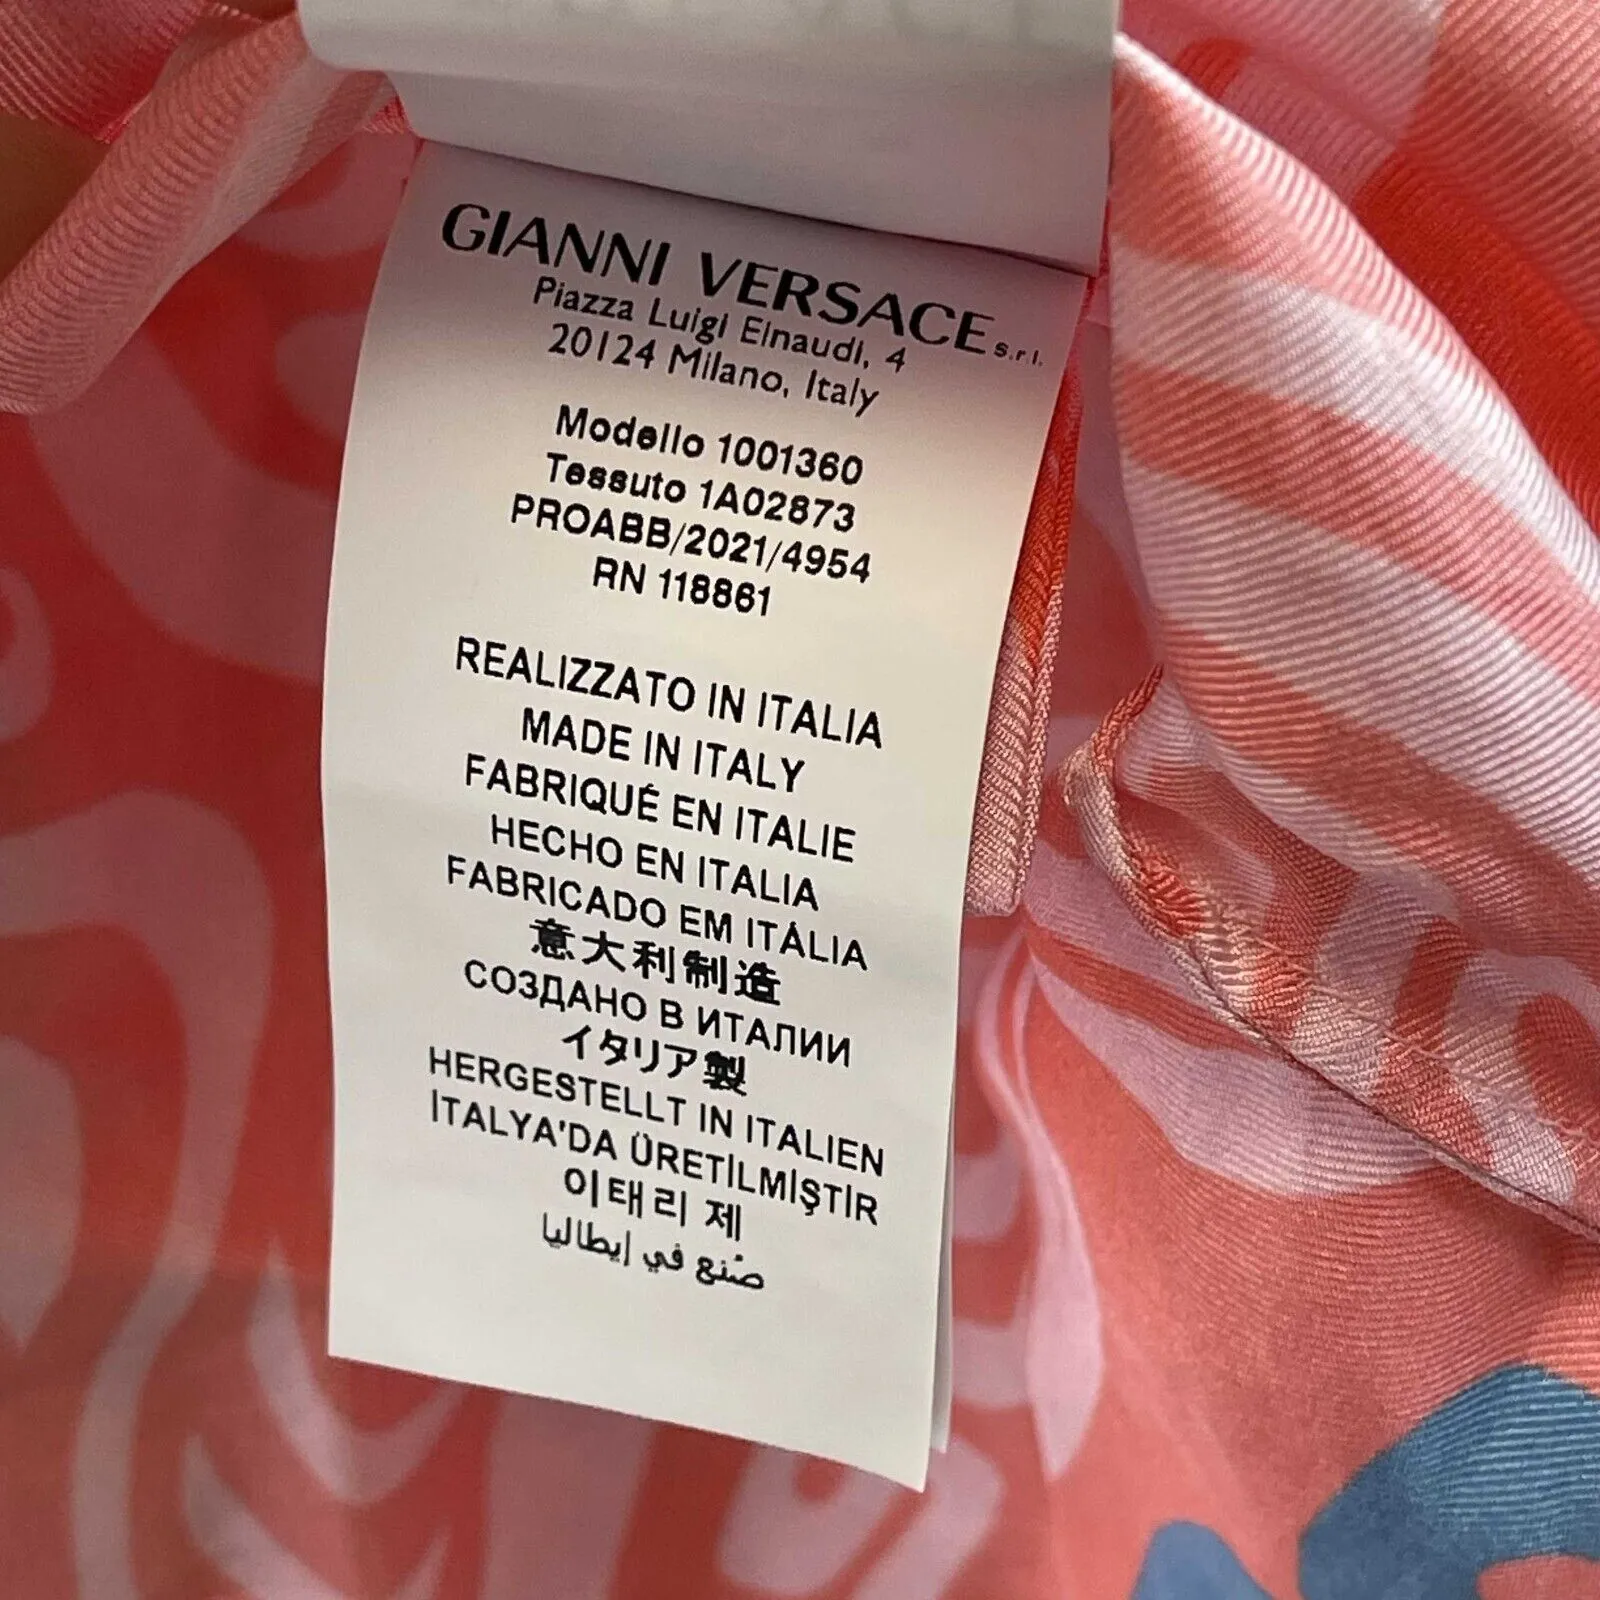 GIANNI VERSACE s.r.l.
Piazza Luigi Einaudi, 4
20124 Milano, Italy
Modello 1001360
Tessuto 1A02873
PROABB/2021/4954
RN 118861
REALIZZATO IN ITALIA
MADE IN ITALY
FABRIQUÉ EN ITALIE
HECHO EN ITALIA
FABRICADO EM ITÁLIA
意大利制造
СОЗДАНО В ИТАЛИИ
イタリア製
HERGESTELLT IN ITALIEN
İTALYA'DA ÜRETİLMİŞTİR
이태리 제
صُنع في إيطاليا